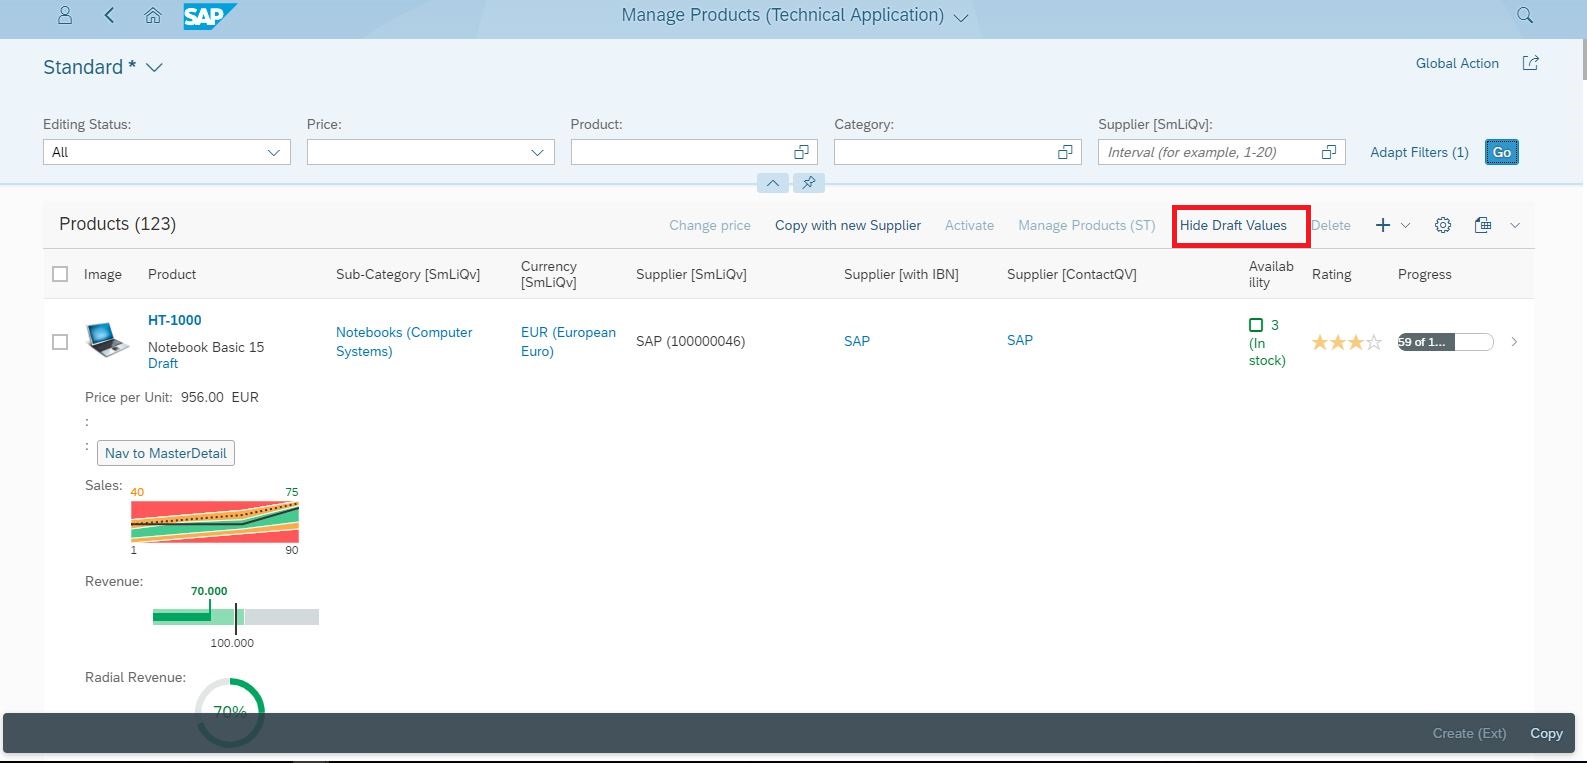 SAP
Manage Products (Technical Application)
Standard *
Global Action
Editing Status:
Price:
Product:
Category:
Supplier [SmLiQv]:
All
Interval (for example, 1-20)
Adapt Filters (1)
Go
Products (123)
Change price
Copy with new Supplier
Activate
Manage Products (ST)
Hide Draft Values
Delete
Image
Product
Sub-Category [SmLiQv]
Currency
[SmLiQv]
Supplier [SmLiQv]
Supplier [with IBN]
Supplier [ContactQV]
Availab
ility
Rating
Progress
HT-1000
Notebook Basic 15
Draft
Notebooks (Computer
Systems)
EUR (European
Euro)
SAP (100000046)
SAP
SAP
3
(In
stock)
59 of 1...
Price per Unit: 956.00 EUR
:
:
Nav to MasterDetail
Sales:
40
75
1
90
Revenue:
70.000
100.000
Radial Revenue:
70%
Create (Ext)
Copy